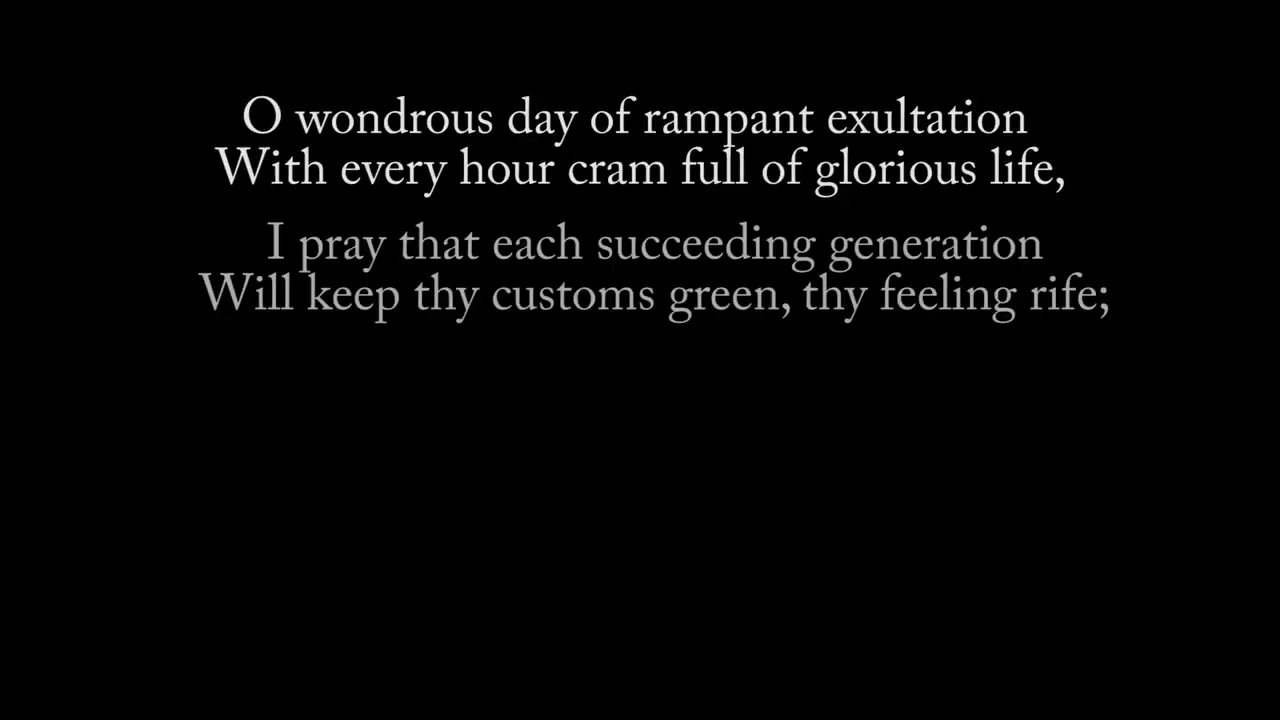 O wondrous day of rampant exultation
With every hour cram full of glorious life,
I pray that each succeeding generation
Will keep thy customs green, thy feeling rife;